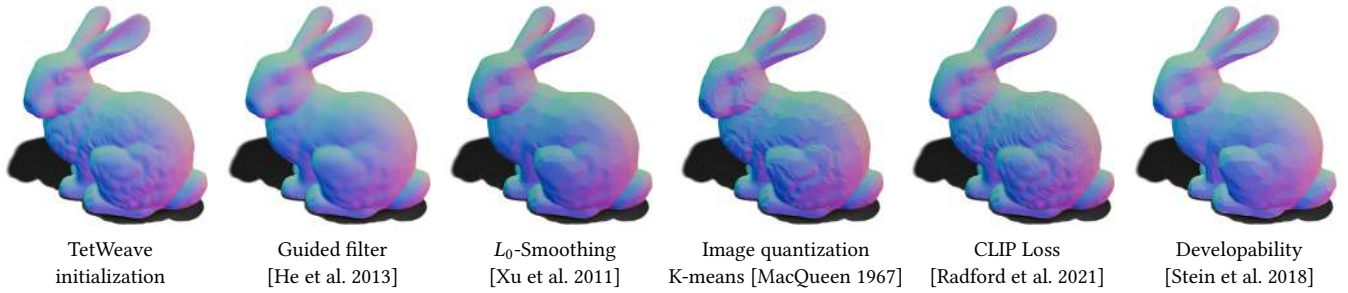 TetWeave
initialization
Guided filter
[He et al. 2013]
L₀-Smoothing
[Xu et al. 2011]
Image quantization
K-means [MacQueen 1967]
CLIP Loss
[Radford et al. 2021]
Developability
[Stein et al. 2018]